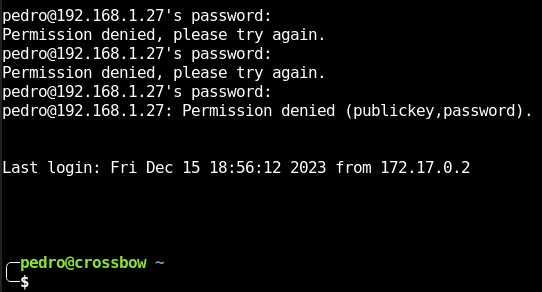 pedro@192.168.1.27's password:
Permission denied, please try again.
pedro@192.168.1.27's password:
Permission denied, please try again.
pedro@192.168.1.27's password:
pedro@192.168.1.27: Permission denied (publickey,password).
Last login: Fri Dec 15 18:56:12 2023 from 172.17.0.2
╭─pedro@crossbow ~
╰─$